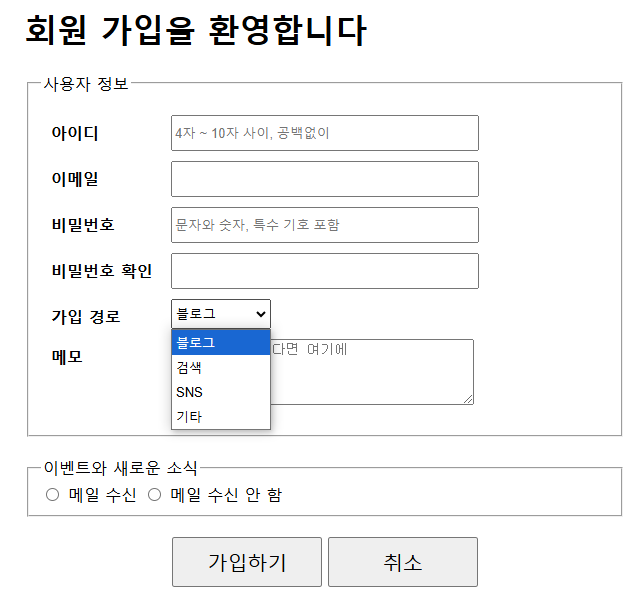 회원 가입을 환영합니다
사용자 정보
아이디
4자 ~ 10자 사이, 공백없이
이메일
비밀번호
문자와 숫자, 특수 기호 포함
비밀번호 확인
가입 경로
블로그
블로그
검색
SNS
기타
메모
다면 여기에
이벤트와 새로운 소식
메일 수신 메일 수신 안 함
가입하기 취소